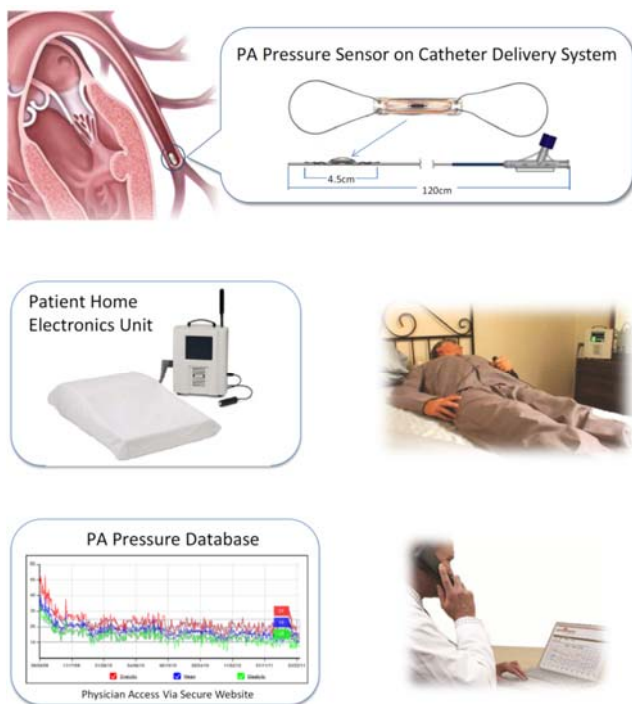 PA Pressure Sensor on Catheter Delivery System
4.5cm
120cm
Patient Home
Electronics Unit
PA Pressure Database
Systolic
Mean
Diastolic
Physician Access Via Secure Website